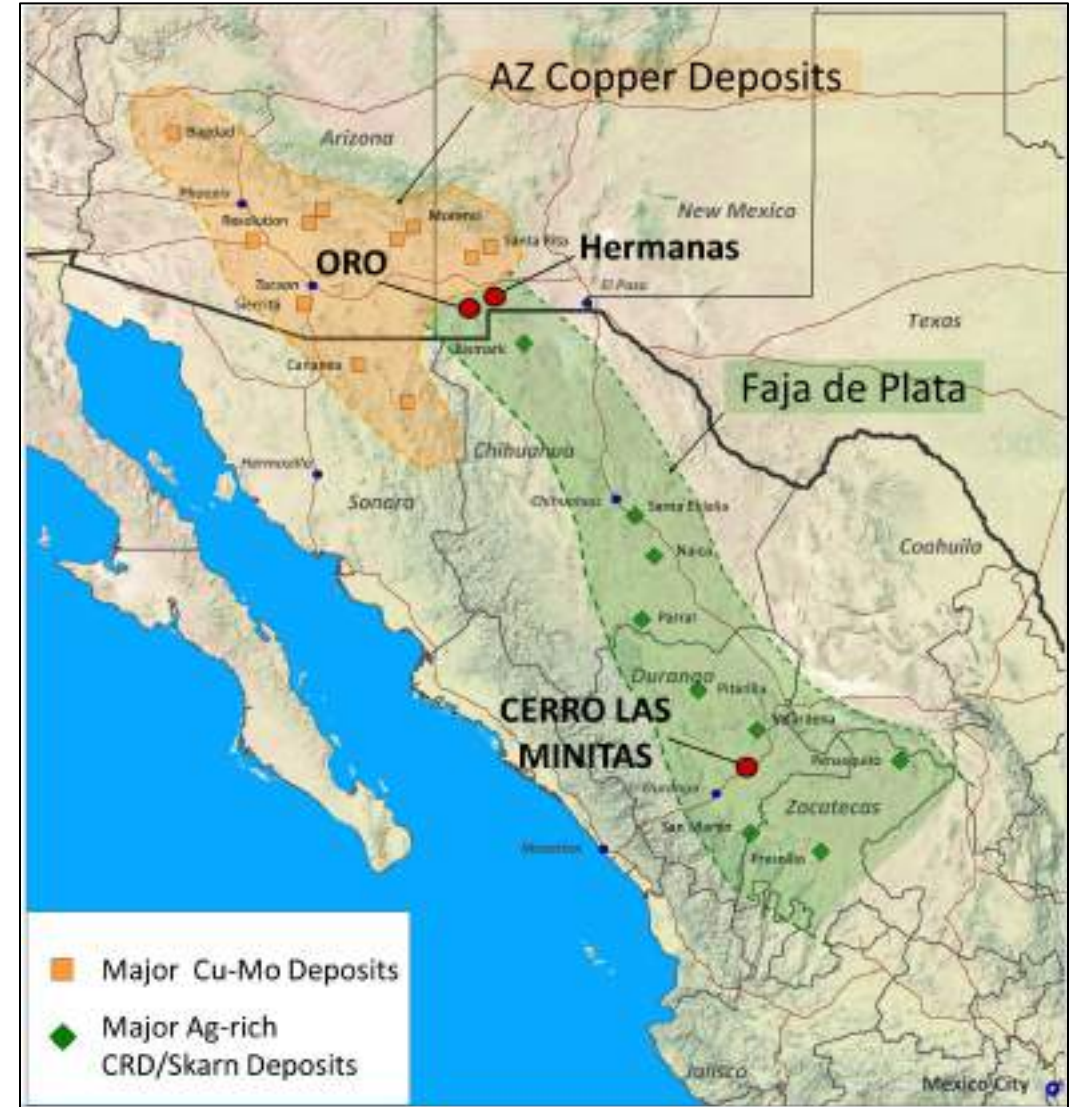 AZ Copper Deposits
Bagdad
Arizona
Phoenix
Resolution
Morenci
New Mexico
Santa Rita
Hermanas
ORO
Tucson
El Paso
Sierrita
Texas
Bismark
Cananea
Faja de Plata
Chihuahua
Hermosillo
Sonora
Chihuahua
Santa Eulalia
Coahuila
Naica
Parral
Durango
Pitarilla
CERRO LAS
MINITAS
Velardena
Penasquito
Durango
Zacatecas
San Martin
Mazatlan
Fresnillo
Major Cu-Mo Deposits
Major Ag-rich
CRD/Skarn Deposits
Jalisco
Mexico City